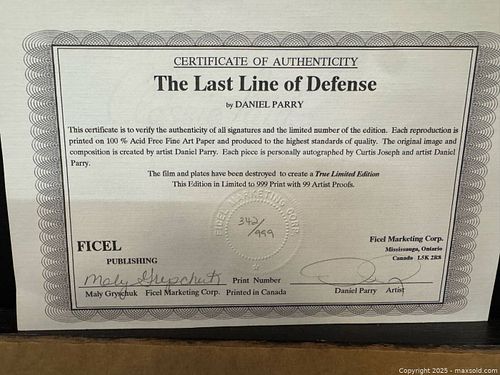 CERTIFICATE OF AUTHENTICITY
The Last Line of Defense
by DANIEL PARRY
This certificate is to verify the authenticity of all signatures and the limited number of the edition. Each reproduction is
printed on 100 % Acid Free Fine Art Paper and produced to the highest standards of quality. The original image and
composition is created by artist Daniel Parry. Each piece is personally autographed by Curtis Joseph and artist Daniel
Parry.
The film and plates have been destroyed to create a True Limited Edition
This Edition in Limited to 999 Print with 99 Artist Proofs.
FICEL MARKETING CORP.
342/999
FICEL
PUBLISHING
Ficel Marketing Corp.
Mississauga, Ontario
Canada L5K 2R8
Print Number
Maly Gryschuk Ficel Marketing Corp. Printed in Canada
Daniel Parry Artist
Copyright © 2025 - maxsold.com